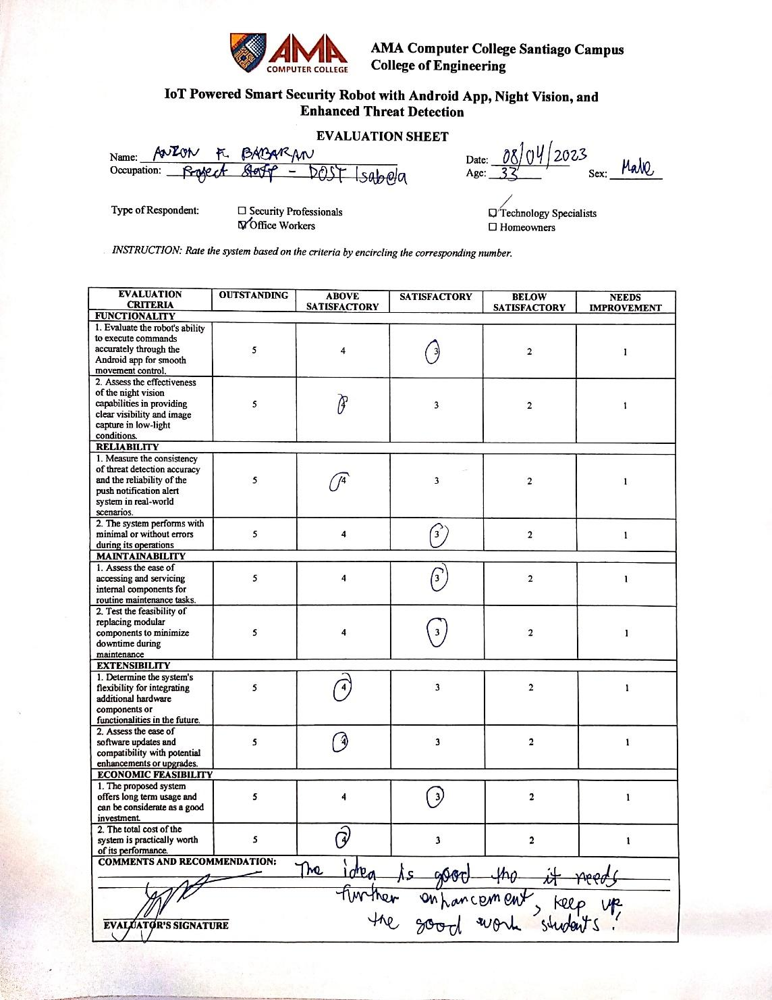 AMA
COMPUTER COLLEGE
AMA Computer College Santiago Campus
College of Engineering
IoT Powered Smart Security Robot with Android App, Night Vision, and
Enhanced Threat Detection
EVALUATION SHEET
Name: ANZON F. BABARAN
Date: 08/04/2023
Occupation: Project Staff - DOST Isabela
Age: 33 Sex: Male
Type of Respondent:
☐ Security Professionals
☑ Office Workers
☑ Technology Specialists
☐ Homeowners
INSTRUCTION: Rate the system based on the criteria by encircling the corresponding number.
EVALUATION CRITERIA OUTSTANDING ABOVE SATISFACTORY SATISFACTORY BELOW SATISFACTORY NEEDS IMPROVEMENT
FUNCTIONALITY
1. Evaluate the robot's ability
to execute commands
accurately through the
Android app for smooth
movement control.
5 4 3 2 1
2. Assess the effectiveness
of the night vision
capabilities in providing
clear visibility and image
capture in low-light
conditions.
5 4 3 2 1
RELIABILITY
1. Measure the consistency
of threat detection accuracy
and the reliability of the
push notification alert
system in real-world
scenarios.
5 4 3 2 1
2. The system performs with
minimal or without errors
during its operations
5 4 3 2 1
MAINTAINABILITY
1. Assess the ease of
accessing and servicing
internal components for
routine maintenance tasks.
5 4 3 2 1
2. Test the feasibility of
replacing modular
components to minimize
downtime during
maintenance
5 4 3 2 1
EXTENSIBILITY
1. Determine the system's
flexibility for integrating
additional hardware
components or
functionalities in the future.
5 4 3 2 1
2. Assess the ease of
software updates and
compatibility with potential
enhancements or upgrades.
5 4 3 2 1
ECONOMIC FEASIBILITY
1. The proposed system
offers long term usage and
can be considerate as a good
investment.
5 4 3 2 1
2. The total cost of the
system is practically worth
of its performance.
5 4 3 2 1
COMMENTS AND RECOMMENDATION: The idea is good tho it needs
further enhancement, keep up
the good work students!
EVALUATOR'S SIGNATURE